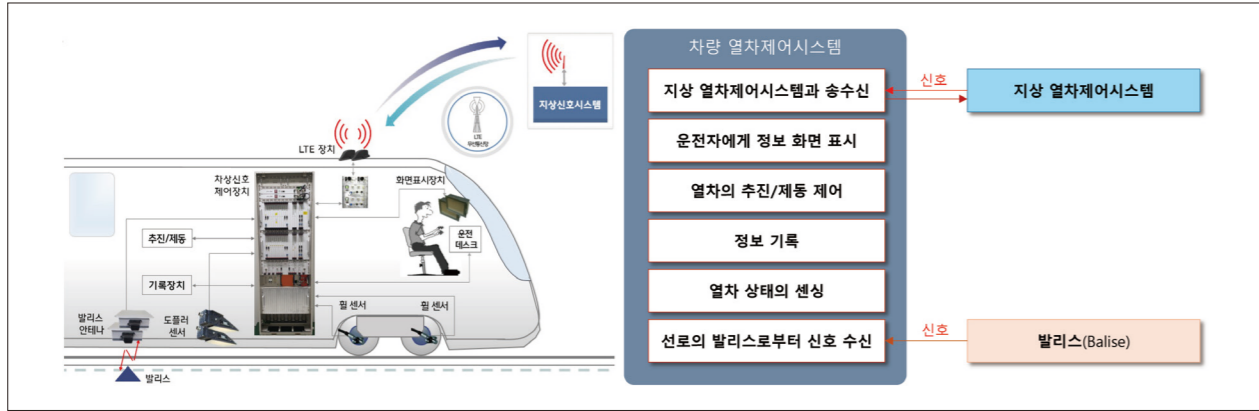 지상신호시스템
LTE
무선통신망
LTE 장치
차상신호
제어장치
화면표시장치
추진/제동
운전
데스크
기록장치
발리스
안테나
도플러
센서
휠 센서
휠 센서
발리스
차량 열차제어시스템
지상 열차제어시스템과 송수신
신호
지상 열차제어시스템
운전자에게 정보 화면 표시
열차의 추진/제동 제어
정보 기록
열차 상태의 센싱
선로의 발리스로부터 신호 수신
신호
발리스(Balise)